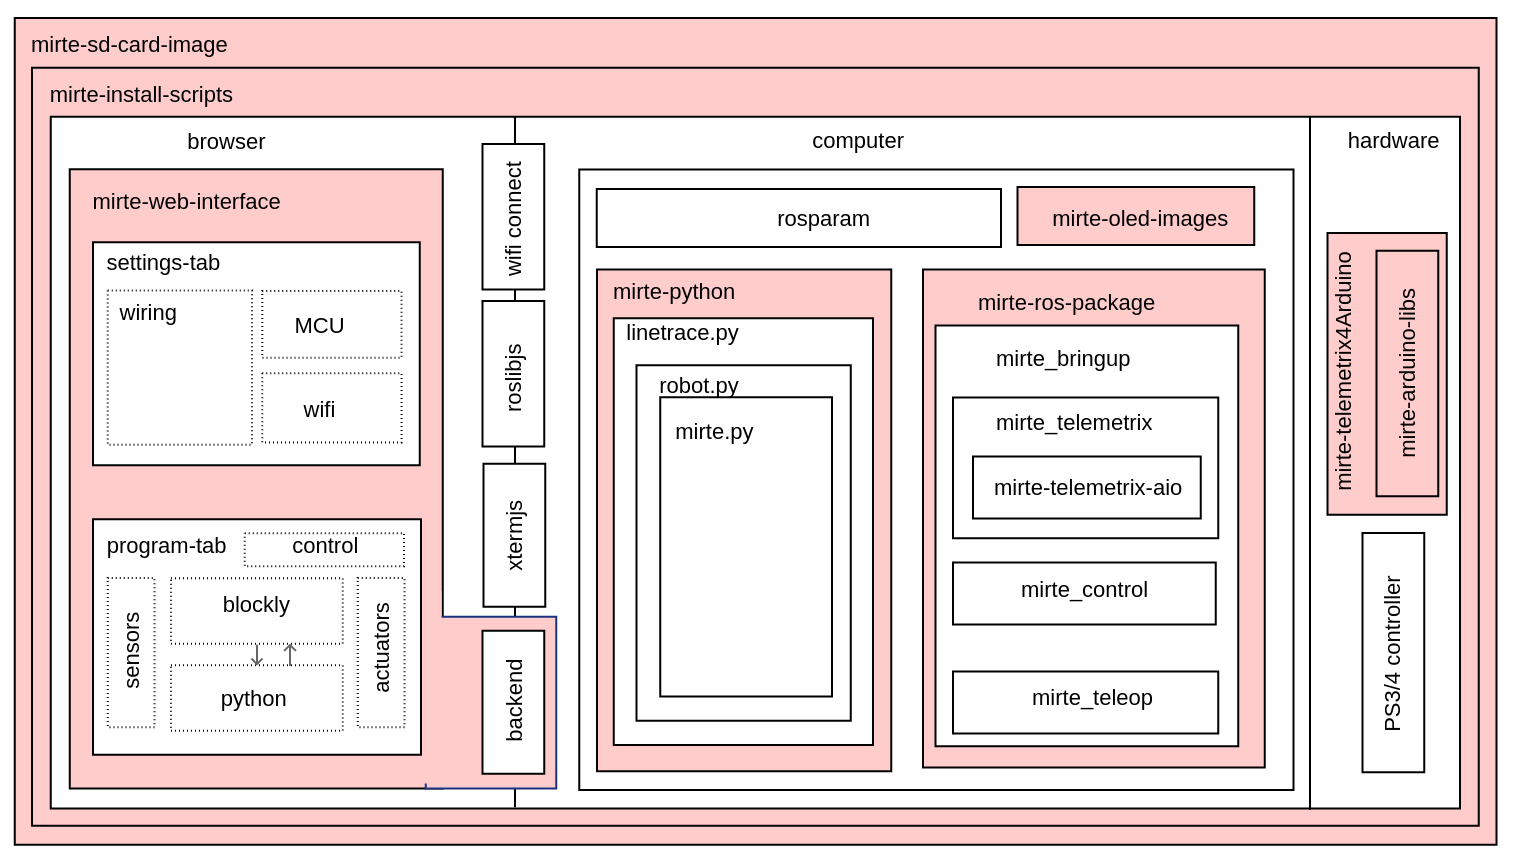 mirte-sd-card-image
mirte-install-scripts
browser
mirte-web-interface
settings-tab
wiring
MCU
wifi
program-tab
control
sensors
blockly
python
actuators
wifi connect
roslibjs
xtermjs
backend
computer
rosparam
mirte-oled-images
mirte-python
linetrace.py
robot.py
mirte.py
mirte-ros-package
mirte_bringup
mirte_telemetrix
mirte-telemetrix-aio
mirte_control
mirte_teleop
hardware
mirte-telemetrix4Arduino
mirte-arduino-libs
PS3/4 controller